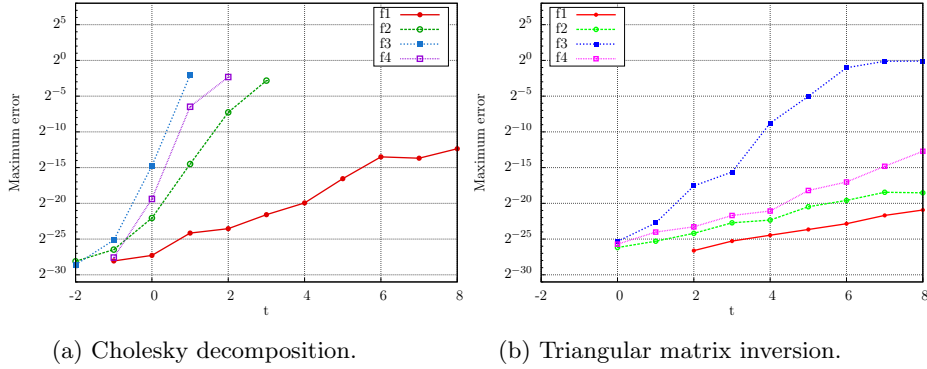 f1
f2
f3
f4
2^5
2^0
2^-5
2^-10
2^-15
2^-20
2^-25
2^-30
Maximum error
-2 0 2 4 6 8
t
(a) Cholesky decomposition.
f1
f2
f3
f4
2^5
2^0
2^-5
2^-10
2^-15
2^-20
2^-25
2^-30
Maximum error
-2 0 2 4 6 8
t
(b) Triangular matrix inversion.